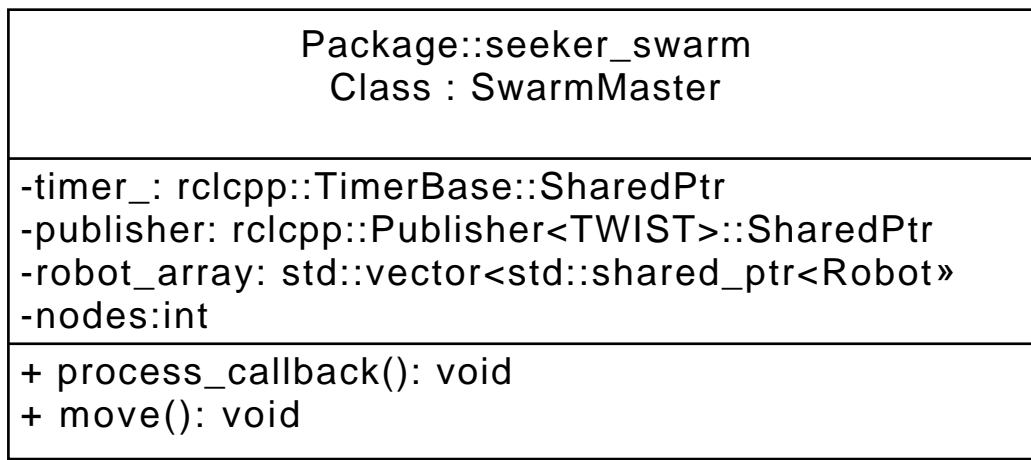 Package::seeker_swarm
Class : SwarmMaster
-timer_: rclcpp::TimerBase::SharedPtr
-publisher: rclcpp::Publisher<TWIST>::SharedPtr
-robot_array: std::vector<std::shared_ptr<Robot»
-nodes:int
+ process_callback(): void
+ move(): void